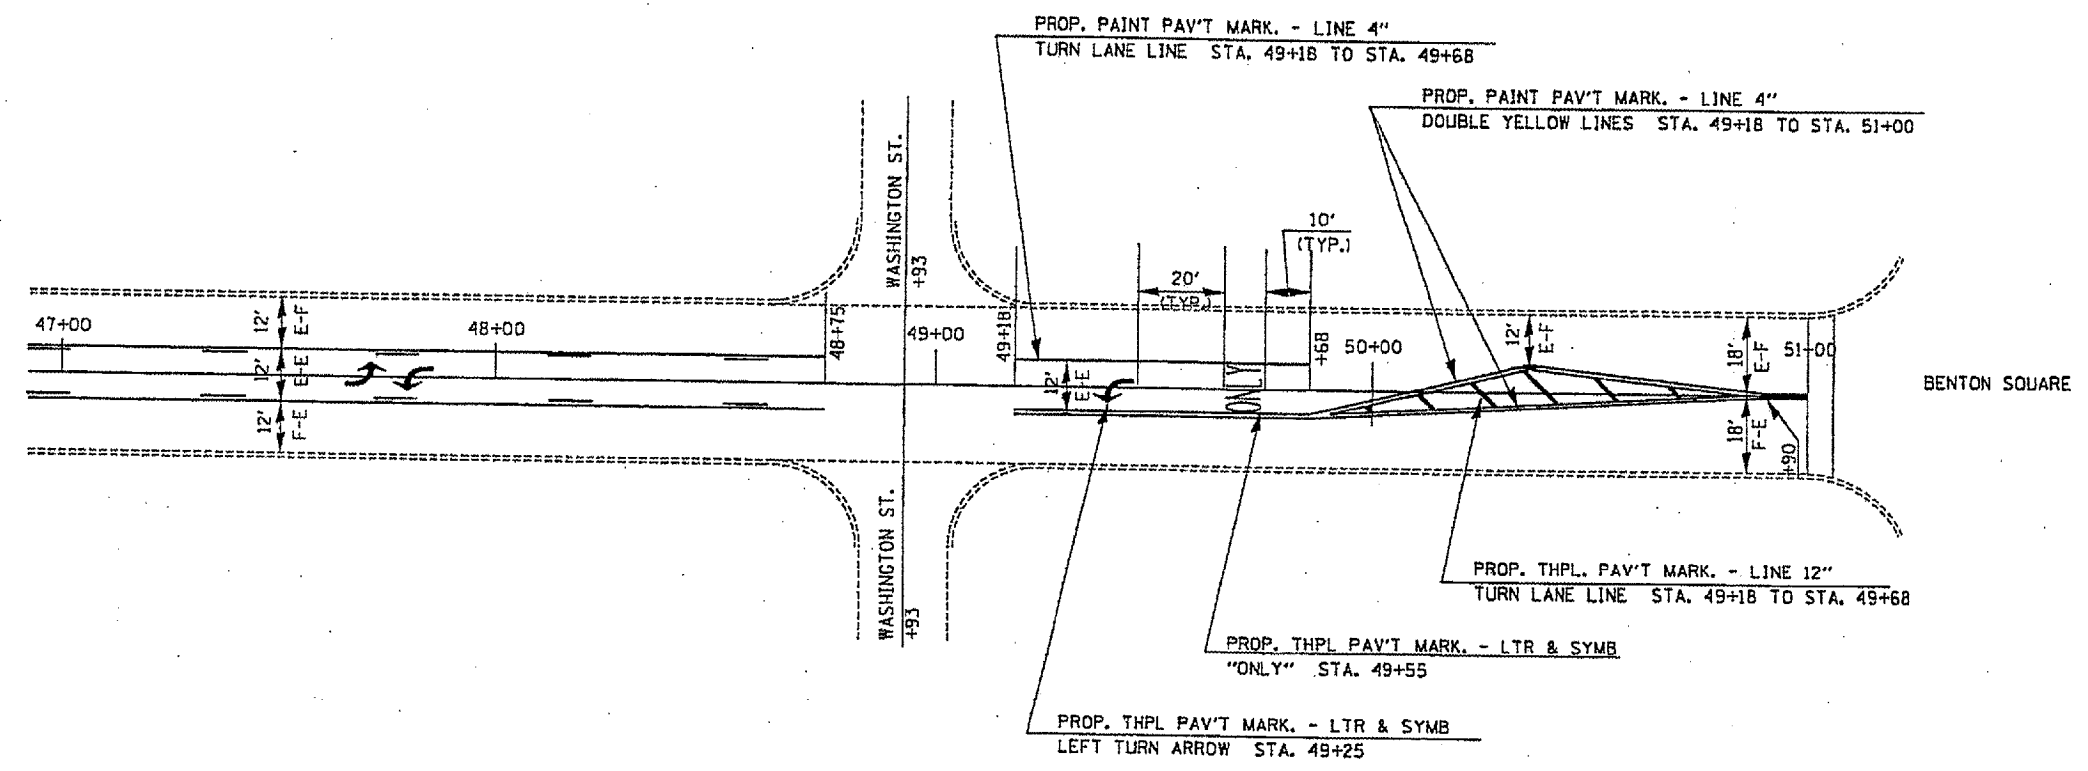 PROP. PAINT PAV'T MARK. - LINE 4"
TURN LANE LINE STA. 49+18 TO STA. 49+68
PROP. PAINT PAV'T MARK. - LINE 4"
DOUBLE YELLOW LINES STA. 49+18 TO STA. 51+00
WASHINGTON ST.
+93
10'
(TYP.)
20'
(TYP.)
47+00
12'
E-F
48+00
48+75
49+00
49+18
+68
50+00
12'
E-F
18'
E-F
51+00
BENTON SQUARE
12'
E-E
12'
E-E
ONLY
12'
F-E
18'
F-E
+90
WASHINGTON ST.
+93
PROP. THPL. PAV'T MARK. - LINE 12"
TURN LANE LINE STA. 49+18 TO STA. 49+68
PROP. THPL PAV'T MARK. - LTR & SYMB
"ONLY" STA. 49+55
PROP. THPL PAV'T MARK. - LTR & SYMB
LEFT TURN ARROW STA. 49+25